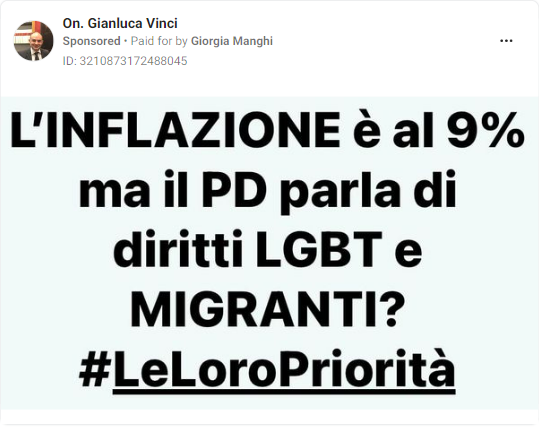 On. Gianluca Vinci
Sponsored • Paid for by Giorgia Manghi
ID: 3210873172488045
L’INFLAZIONE è al 9%
ma il PD parla di
diritti LGBT e
MIGRANTI?
#LeLoroPriorità